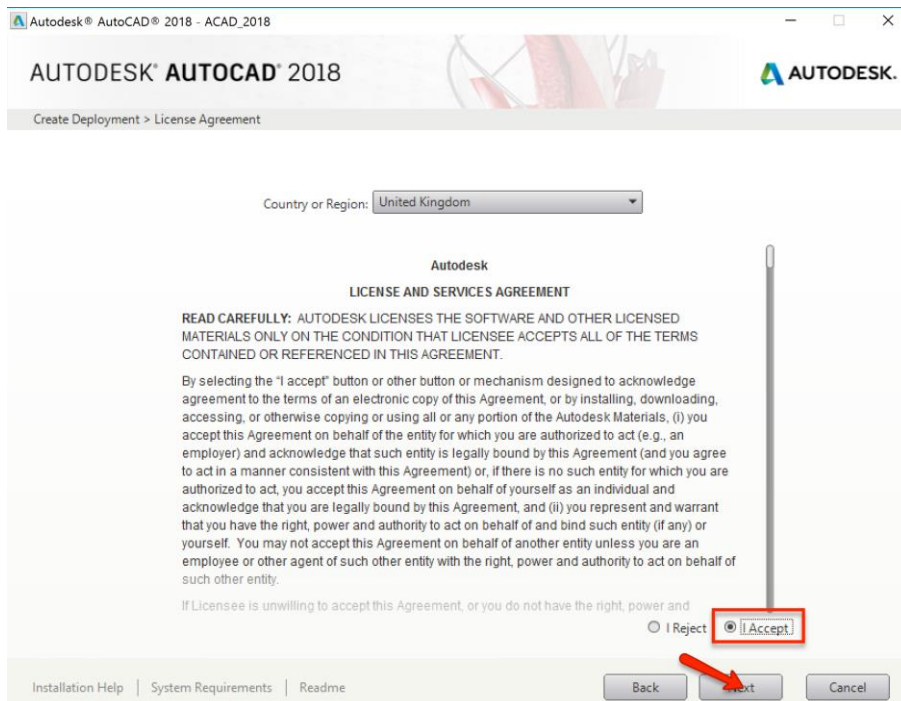 Autodesk® AutoCAD® 2018 - ACAD_2018
AUTODESK® AUTOCAD® 2018
AUTODESK.
Create Deployment > License Agreement
Country or Region: United Kingdom
Autodesk
LICENSE AND SERVICES AGREEMENT
READ CAREFULLY: AUTODESK LICENSES THE SOFTWARE AND OTHER LICENSED
MATERIALS ONLY ON THE CONDITION THAT LICENSEE ACCEPTS ALL OF THE TERMS
CONTAINED OR REFERENCED IN THIS AGREEMENT.
By selecting the “I accept” button or other button or mechanism designed to acknowledge
agreement to the terms of an electronic copy of this Agreement, or by installing, downloading,
accessing, or otherwise copying or using all or any portion of the Autodesk Materials, (i) you
accept this Agreement on behalf of the entity for which you are authorized to act (e.g., an
employer) and acknowledge that such entity is legally bound by this Agreement (and you agree
to act in a manner consistent with this Agreement) or, if there is no such entity for which you are
authorized to act, you accept this Agreement on behalf of yourself as an individual and
acknowledge that you are legally bound by this Agreement, and (ii) you represent and warrant
that you have the right, power and authority to act on behalf of and bind such entity (if any) or
yourself. You may not accept this Agreement on behalf of another entity unless you are an
employee or other agent of such other entity with the right, power and authority to act on behalf of
such other entity.
If Licensee is unwilling to accept this Agreement, or you do not have the right, power and
I Reject I Accept
Installation Help System Requirements Readme Back Next Cancel